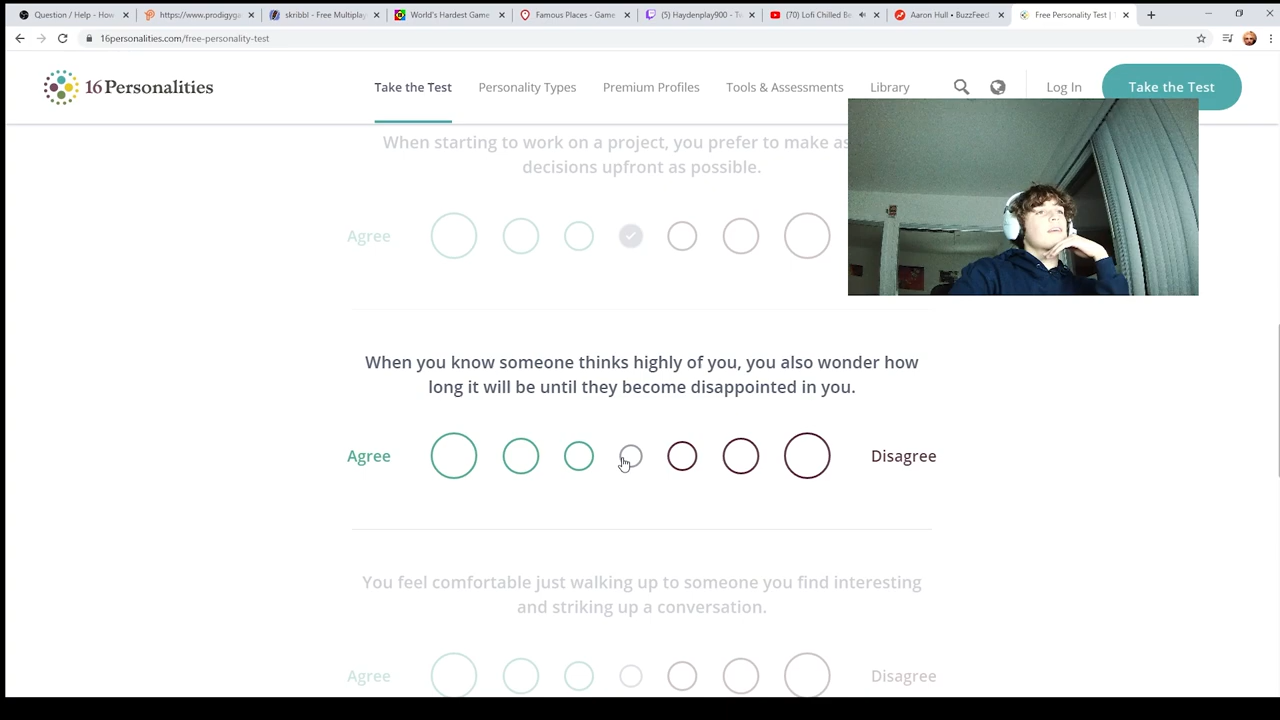 Question / Help - How
https://www.prodigyga
skribbl - Free Multiplay
World's Hardest Game
Famous Places - Game
(5) Haydenplay900 - Tw
(70) Lofi Chilled Be
Aaron Hull • BuzzFeed
Free Personality Test |
16personalities.com/free-personality-test
16Personalities
Take the Test
Personality Types
Premium Profiles
Tools & Assessments
Library
Log In
Take the Test
When starting to work on a project, you prefer to make as
decisions upfront as possible.
Agree
When you know someone thinks highly of you, you also wonder how
long it will be until they become disappointed in you.
Agree
Disagree
You feel comfortable just walking up to someone you find interesting
and striking up a conversation.
Agree
Disagree